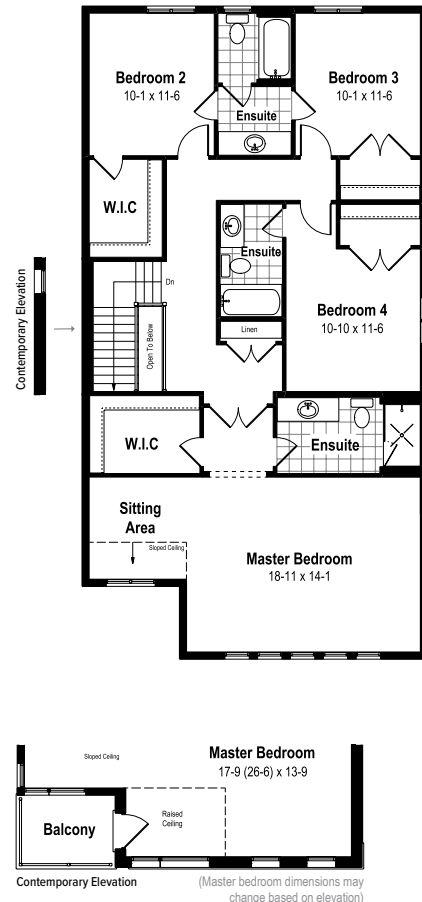 Bedroom 2
10-1 x 11-6
Bedroom 3
10-1 x 11-6
Ensuite
W.I.C
Ensuite
Contemporary Elevation
Dn
Open To Below
Bedroom 4
10-10 x 11-6
Linen
W.I.C
Ensuite
Sitting
Area
Sloped Ceiling
Master Bedroom
18-11 x 14-1
Sloped Ceiling
Master Bedroom
17-9 (26-6) x 13-9
Balcony
Raised
Ceiling
Contemporary Elevation
(Master bedroom dimensions may
change based on elevation)